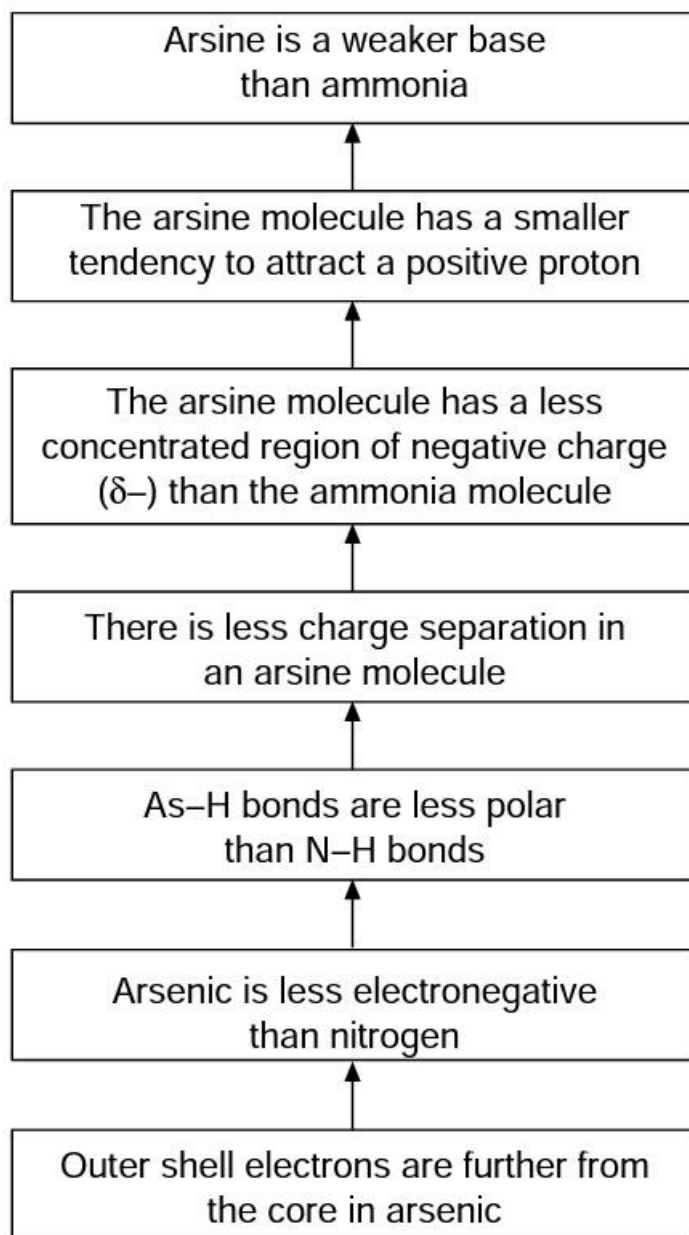 Arsine is a weaker base
than ammonia
The arsine molecule has a smaller
tendency to attract a positive proton
The arsine molecule has a less
concentrated region of negative charge
(δ–) than the ammonia molecule
There is less charge separation in
an arsine molecule
As–H bonds are less polar
than N–H bonds
Arsenic is less electronegative
than nitrogen
Outer shell electrons are further from
the core in arsenic